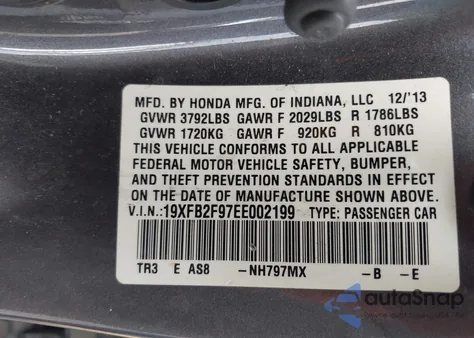 MFD. BY HONDA MFG. OF INDIANA, LLC 12/'13
GVWR 3792LBS GAWR F 2029LBS R 1786LBS
GVWR 1720KG GAWR F 920KG R 810KG
THIS VEHICLE CONFORMS TO ALL APPLICABLE
FEDERAL MOTOR VEHICLE SAFETY, BUMPER,
AND THEFT PREVENTION STANDARDS IN EFFECT
ON THE DATE OF MANUFACTURE SHOWN ABOVE.
V.I.N.: 19XFB2F97EE002199 TYPE: PASSENGER CAR
TR3 E AS8 -NH797MX -B -E
autoSnap